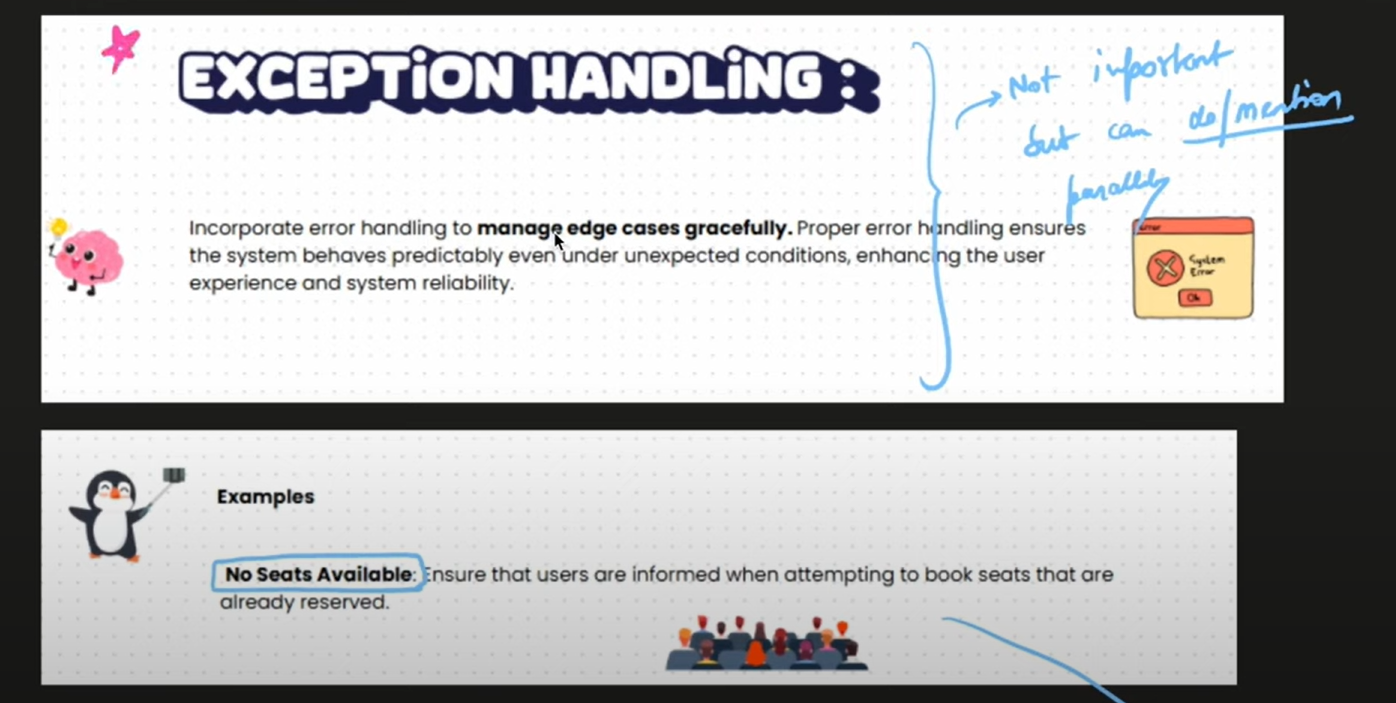 EXCEPTION HANDLING :
Not important
but can do/mention
parallely
Incorporate error handling to manage edge cases gracefully. Proper error handling ensures
the system behaves predictably even under unexpected conditions, enhancing the user
experience and system reliability.
Error
System
Error
Ok
Examples
No Seats Available: Ensure that users are informed when attempting to book seats that are
already reserved.